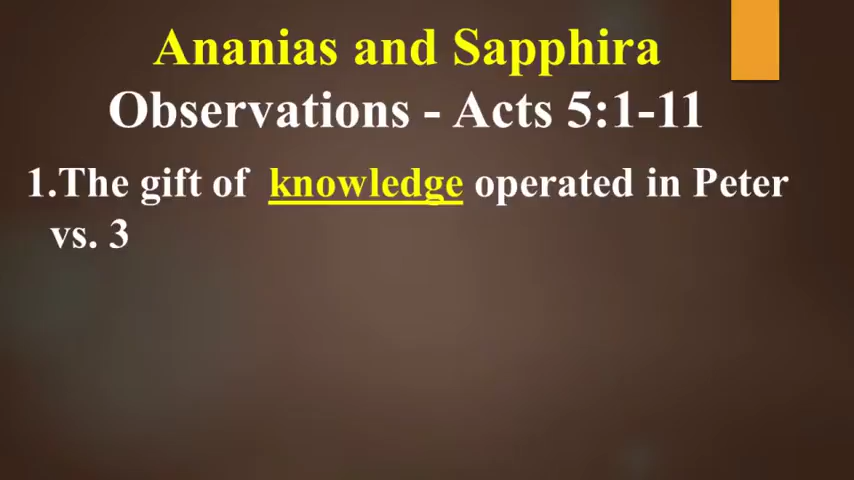 Ananias and Sapphira
Observations - Acts 5:1-11
1.The gift of knowledge operated in Peter
vs. 3